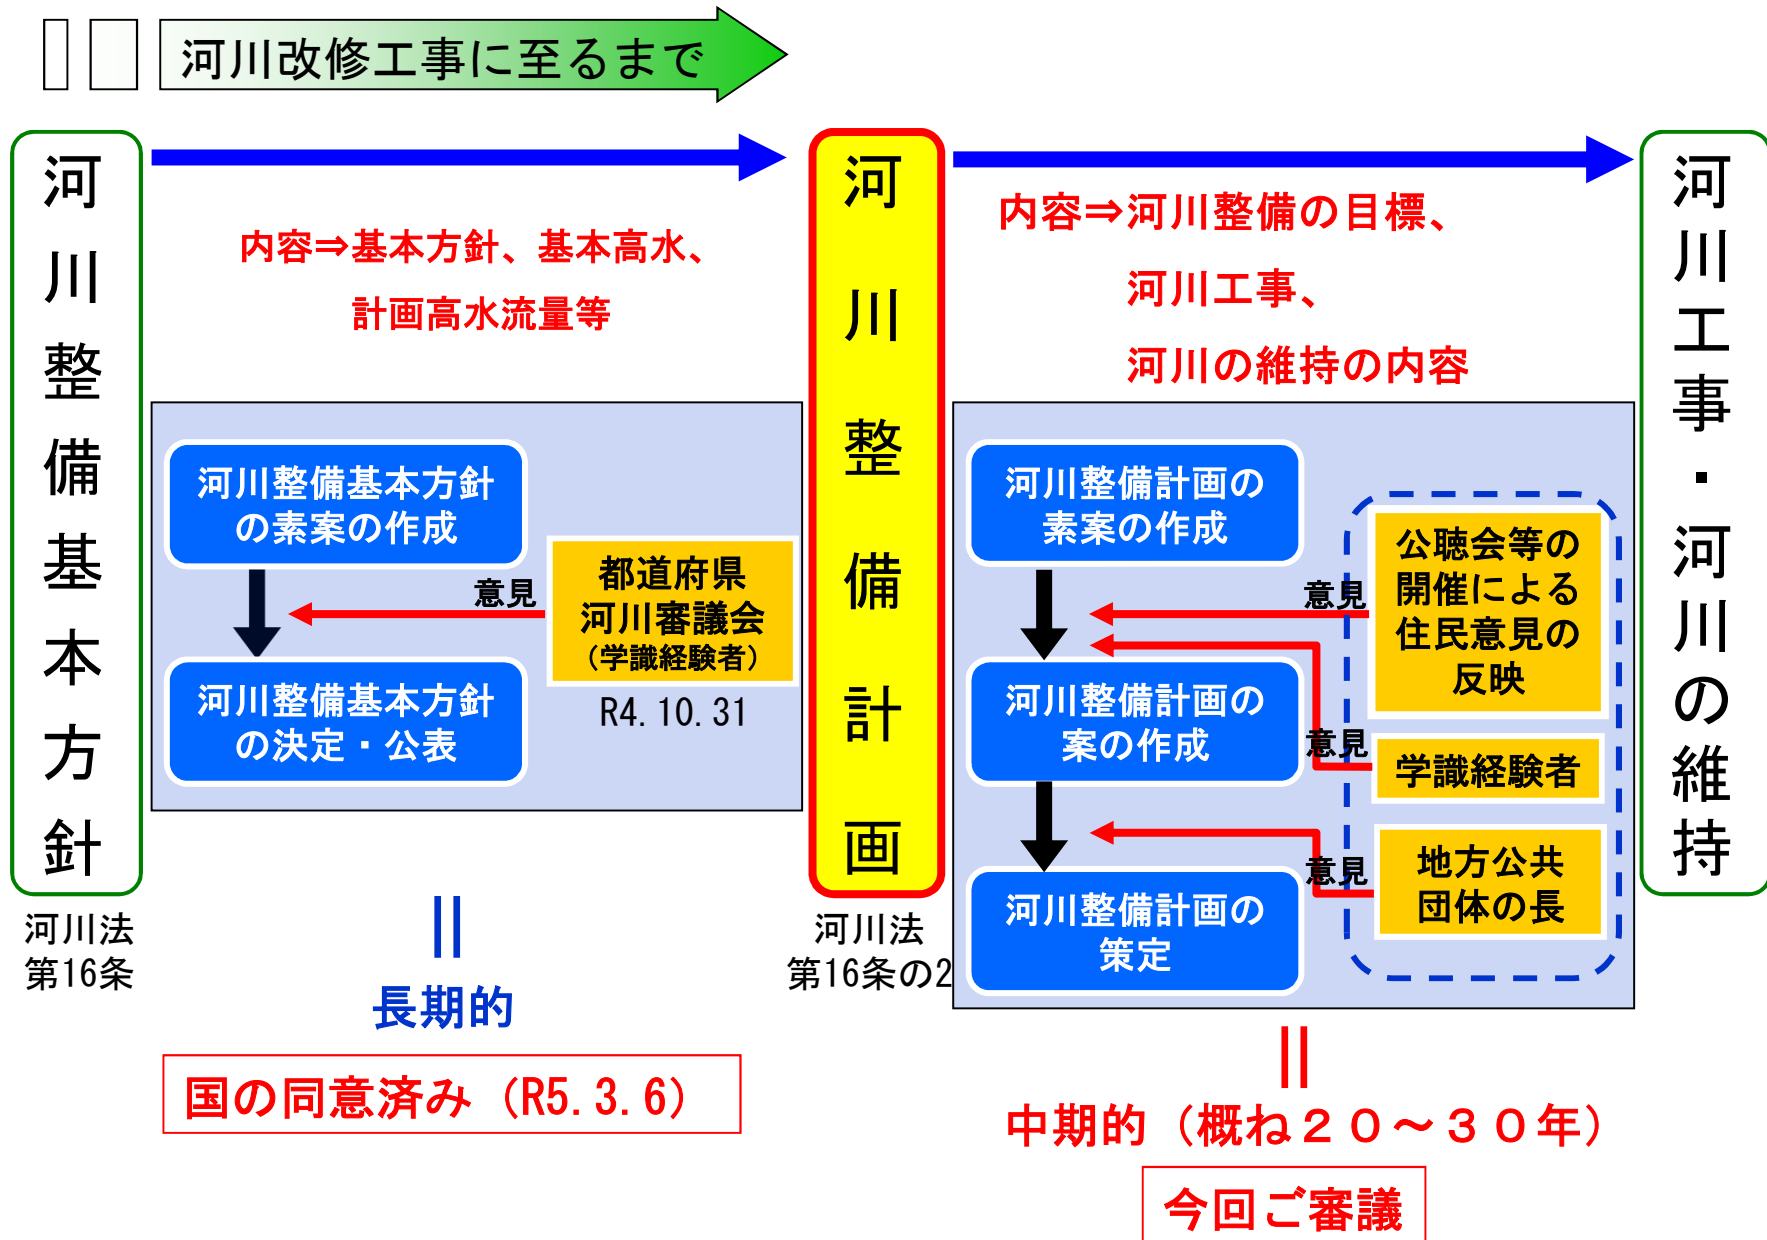 河川改修工事に至るまで
河川整備基本方針
河川法
第16条
内容⇒基本方針、基本高水、
計画高水流量等
河川整備基本方針
の素案の作成
意見
都道府県
河川審議会
（学識経験者）
R4.10.31
河川整備基本方針
の決定・公表
長期的
国の同意済み（R5.3.6）
河川整備計画
河川法
第16条の2
内容⇒河川整備の目標、
河川工事、
河川の維持の内容
河川整備計画の
素案の作成
意見
公聴会等の
開催による
住民意見の
反映
河川整備計画の
案の作成
意見
学識経験者
意見
地方公共
団体の長
河川整備計画の
策定
中期的（概ね２０～３０年）
今回ご審議
河川工事・河川の維持